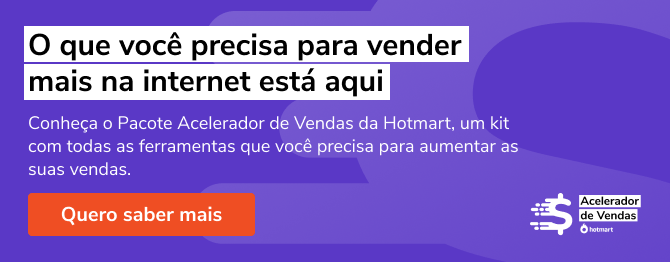 O que você precisa para vender
mais na internet está aqui
Conheça o Pacote Acelerador de Vendas da Hotmart, um kit
com todas as ferramentas que você precisa para aumentar as
suas vendas.
Quero saber mais
Acelerador
de Vendas
hotmart